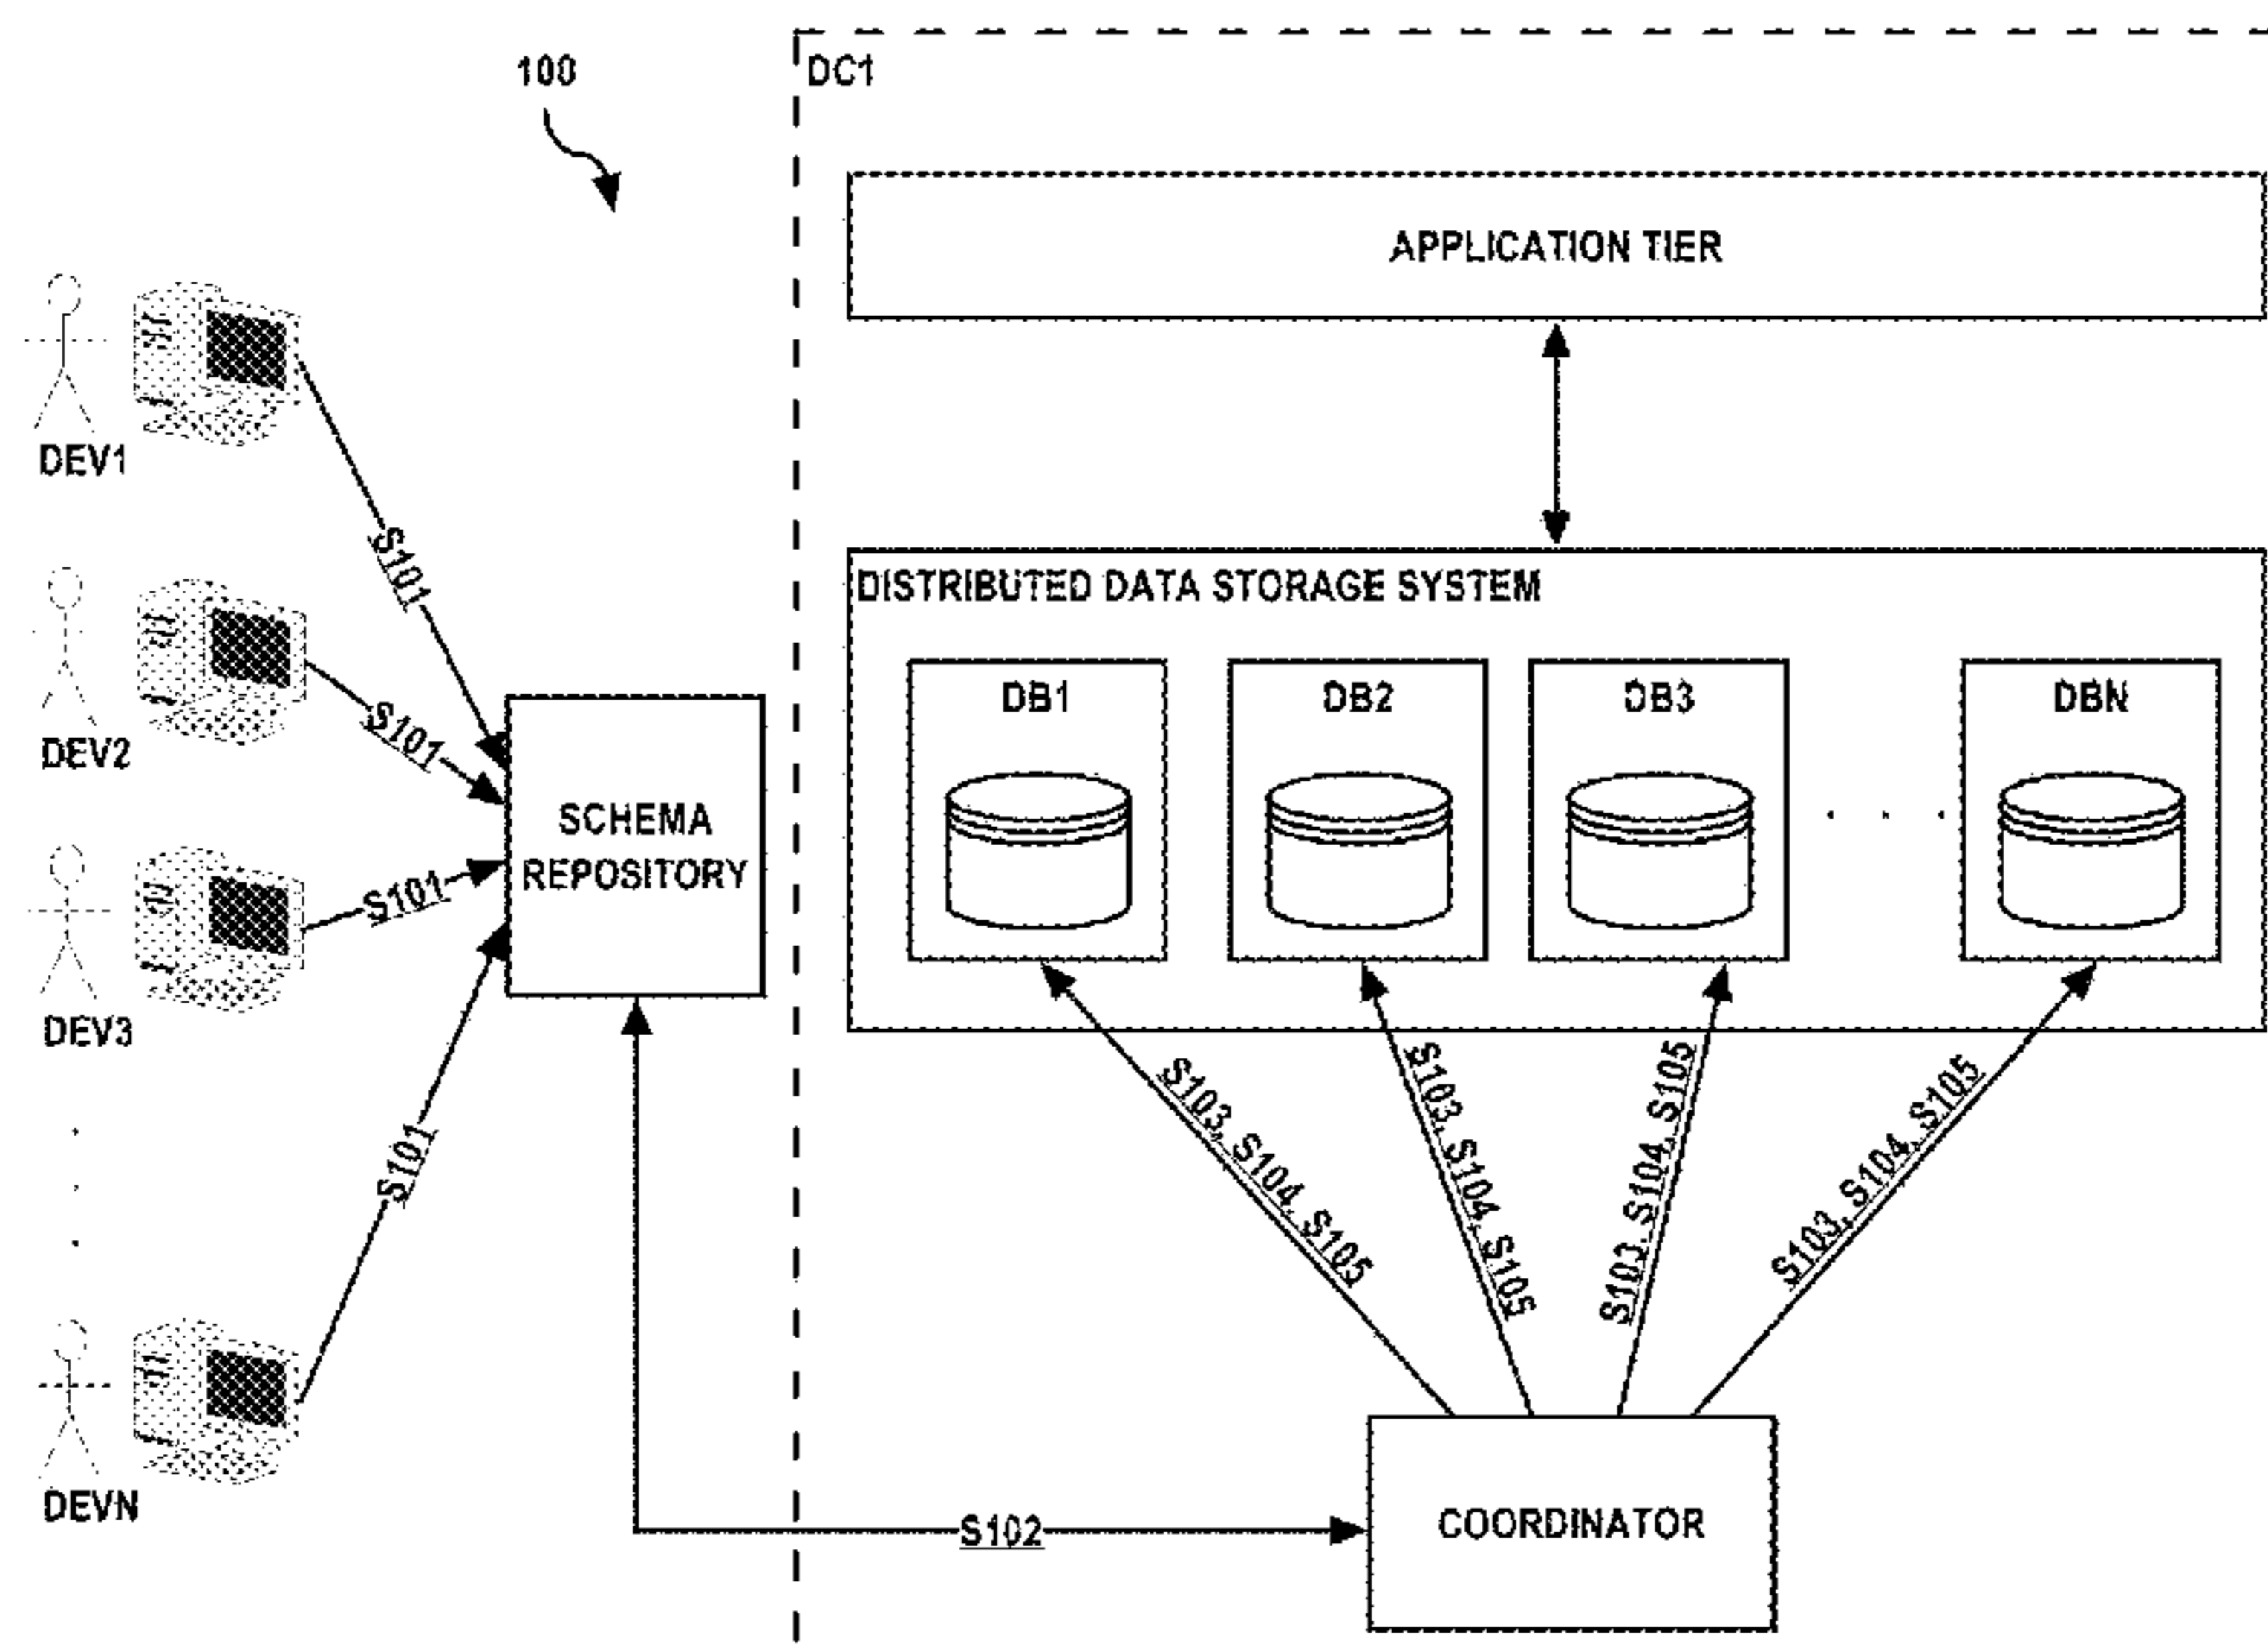 100
DC1
APPLICATION TIER
DISTRIBUTED DATA STORAGE SYSTEM
DB1
DB2
DB3
DBN
DEV1
DEV2
DEV3
DEVN
S101
S101
S101
S101
SCHEMA
REPOSITORY
S103, S104, S105
S103, S104, S105
S103, S104, S105
S103, S104, S105
S102
COORDINATOR